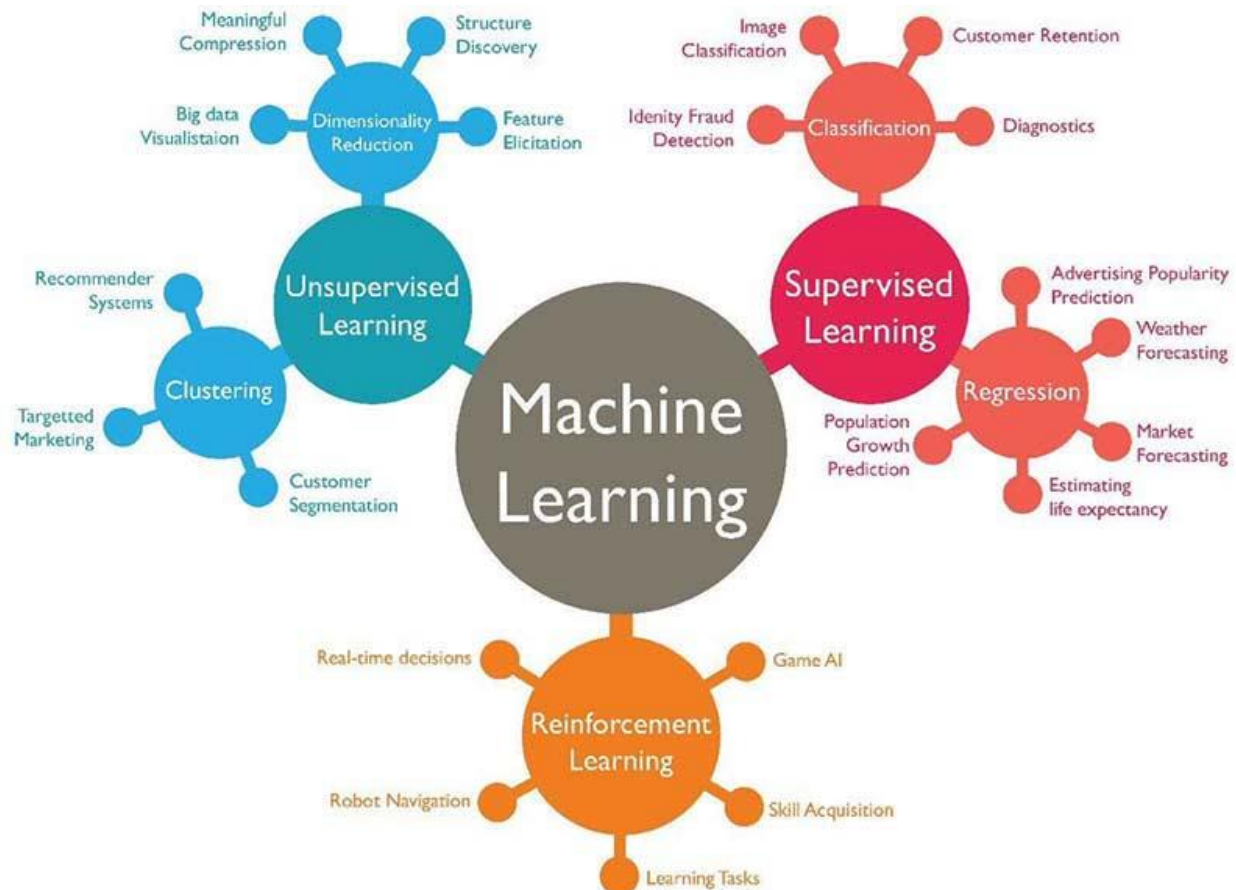 Meaningful
Compression
Structure
Discovery
Big data
Visualistaion
Dimensionality
Reduction
Feature
Elicitation
Image
Classification
Customer Retention
Idenity Fraud
Detection
Classification
Diagnostics
Recommender
Systems
Unsupervised
Learning
Clustering
Targetted
Marketing
Customer
Segmentation
Machine
Learning
Supervised
Learning
Advertising Popularity
Prediction
Weather
Forecasting
Regression
Population
Growth
Prediction
Market
Forecasting
Estimating
life expectancy
Real-time decisions
Game AI
Reinforcement
Learning
Robot Navigation
Skill Acquisition
Learning Tasks